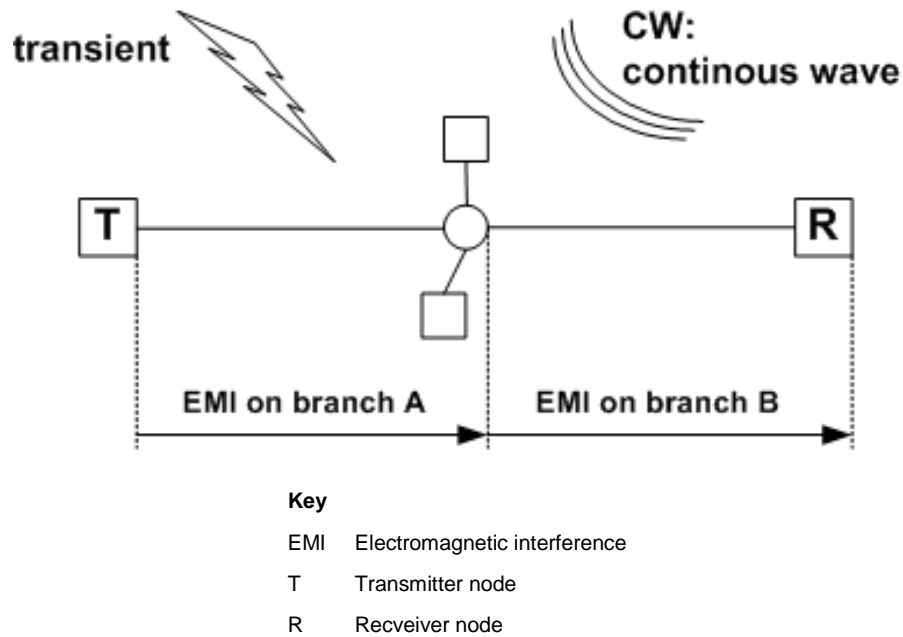 transient
CW:
continous wave
T
R
EMI on branch A
EMI on branch B
Key
EMI Electromagnetic interference
T Transmitter node
R Recveiver node